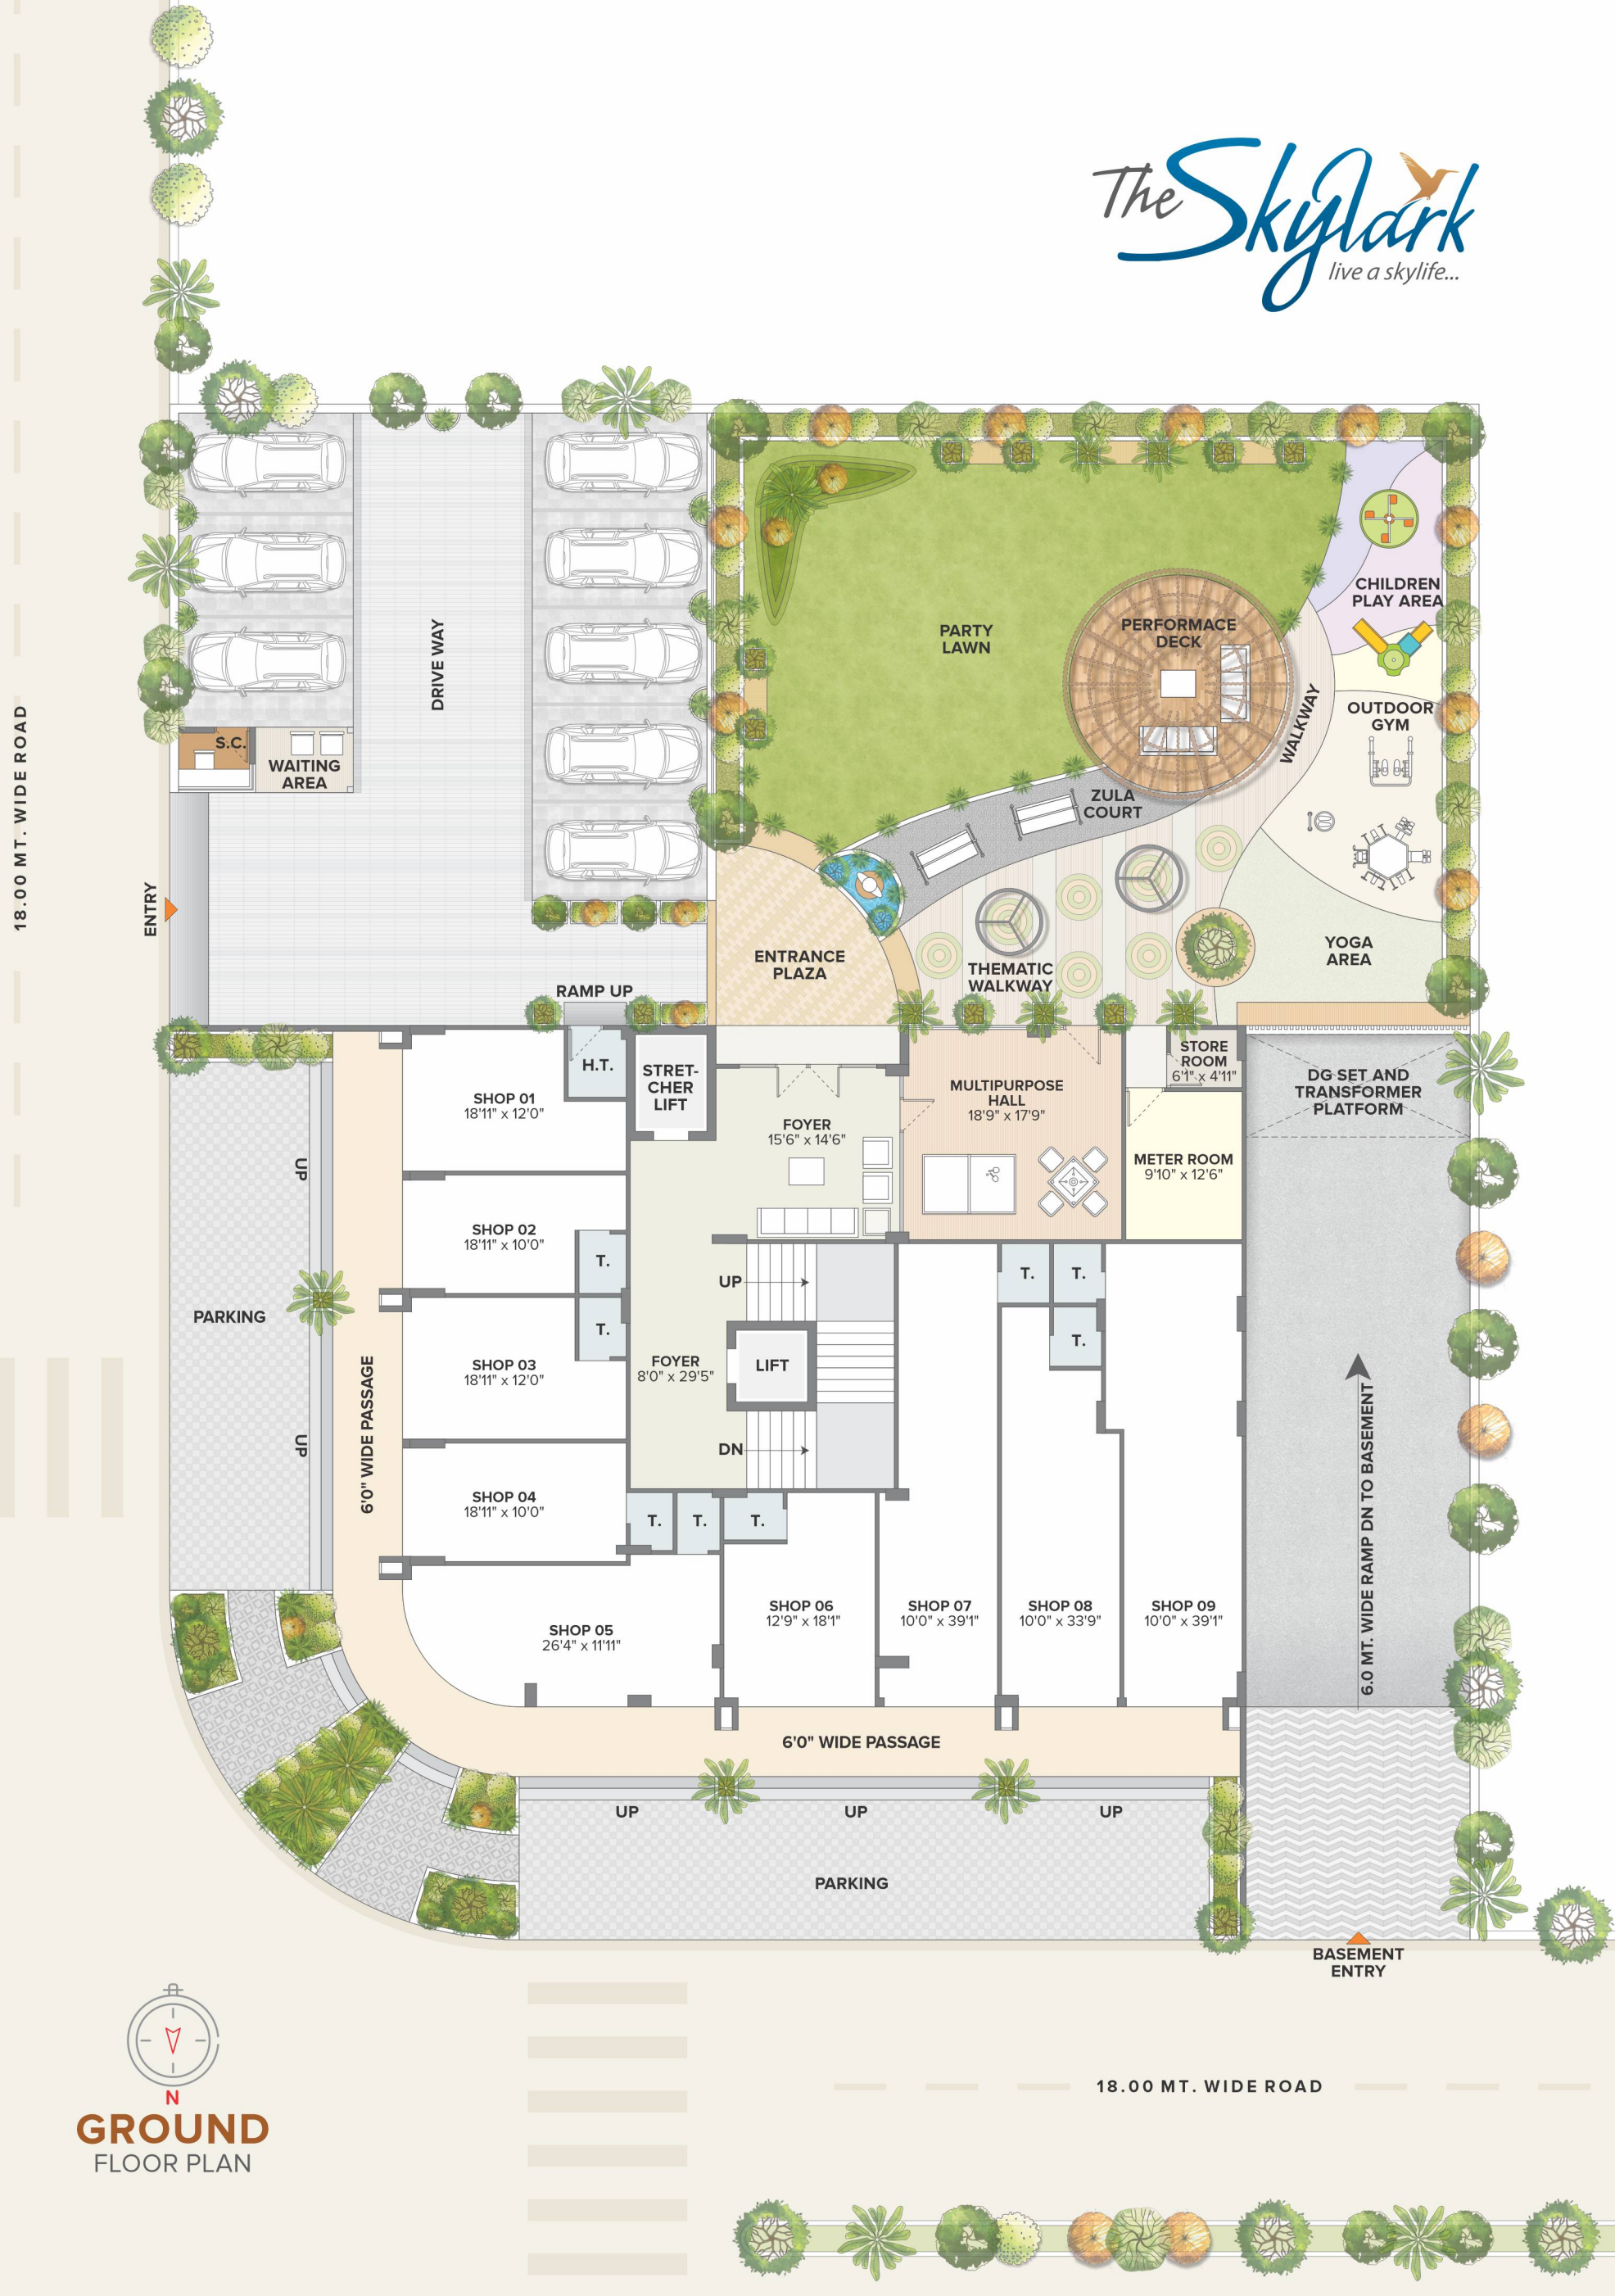 The Skylark
live a skylife...
18.00 MT. WIDE ROAD
DRIVE WAY
PARTY
LAWN
PERFORMACE
DECK
CHILDREN
PLAY AREA
WALKWAY
OUTDOOR
GYM
S.C.
WAITING
AREA
ZULA
COURT
ENTRY
ENTRANCE
PLAZA
THEMATIC
WALKWAY
YOGA
AREA
RAMP UP
H.T.
STRET-
CHER
LIFT
SHOP 01
18'11" x 12'0"
FOYER
15'6" x 14'6"
MULTIPURPOSE
HALL
18'9" x 17'9"
STORE
ROOM
6'1" x 4'11"
DG SET AND
TRANSFORMER
PLATFORM
METER ROOM
9'10" x 12'6"
UP
SHOP 02
18'11" x 10'0"
T.
UP
T.
T.
PARKING
T.
T.
SHOP 03
18'11" x 12'0"
FOYER
8'0" x 29'5"
LIFT
6'0" WIDE PASSAGE
UP
DN
SHOP 04
18'11" x 10'0"
T.
T.
T.
6.0 MT. WIDE RAMP DN TO BASEMENT
SHOP 05
26'4" x 11'11"
SHOP 06
12'9" x 18'1"
SHOP 07
10'0" x 39'1"
SHOP 08
10'0" x 33'9"
SHOP 09
10'0" x 39'1"
6'0" WIDE PASSAGE
UP
UP
UP
PARKING
BASEMENT
ENTRY
18.00 MT. WIDE ROAD
N
GROUND
FLOOR PLAN